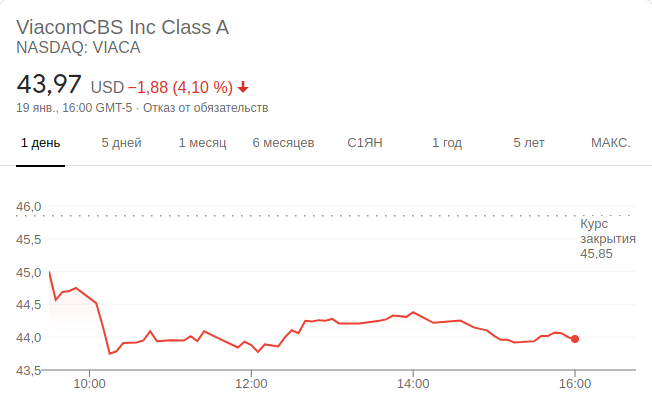 ViacomCBS Inc Class A
NASDAQ: VIACA
43,97 USD −1,88 (4,10 %)
19 янв., 16:00 GMT-5 · Отказ от обязательств
1 день 5 дней 1 месяц 6 месяцев С1ЯН 1 год 5 лет МАКС.
46,0
Курс
закрытия
45,85
45,5
45,0
44,5
44,0
43,5
10:00 12:00 14:00 16:00